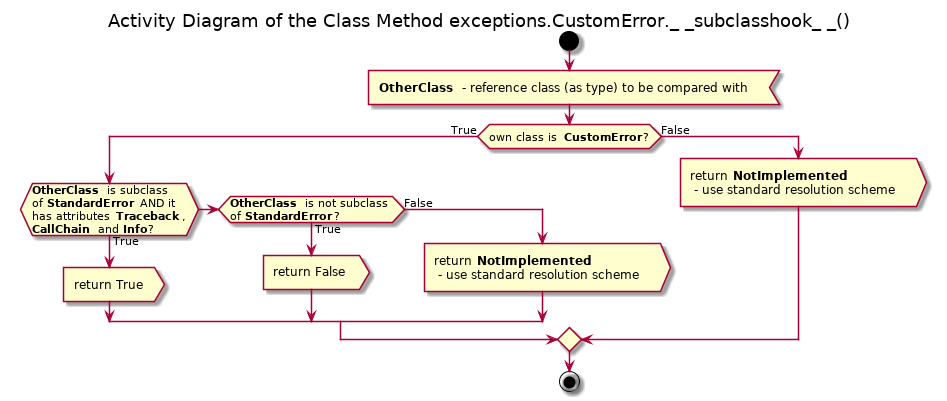 Activity Diagram of the Class Method exceptions.CustomError._ _subclasshook_ _()
OtherClass - reference class (as type) to be compared with
own class is CustomError?
True
False
return NotImplemented
- use standard resolution scheme
OtherClass is subclass
of StandardError AND it
has attributes Traceback,
CallChain and Info?
True
return True
OtherClass is not subclass
of StandardError?
True
False
return False
return NotImplemented
- use standard resolution scheme